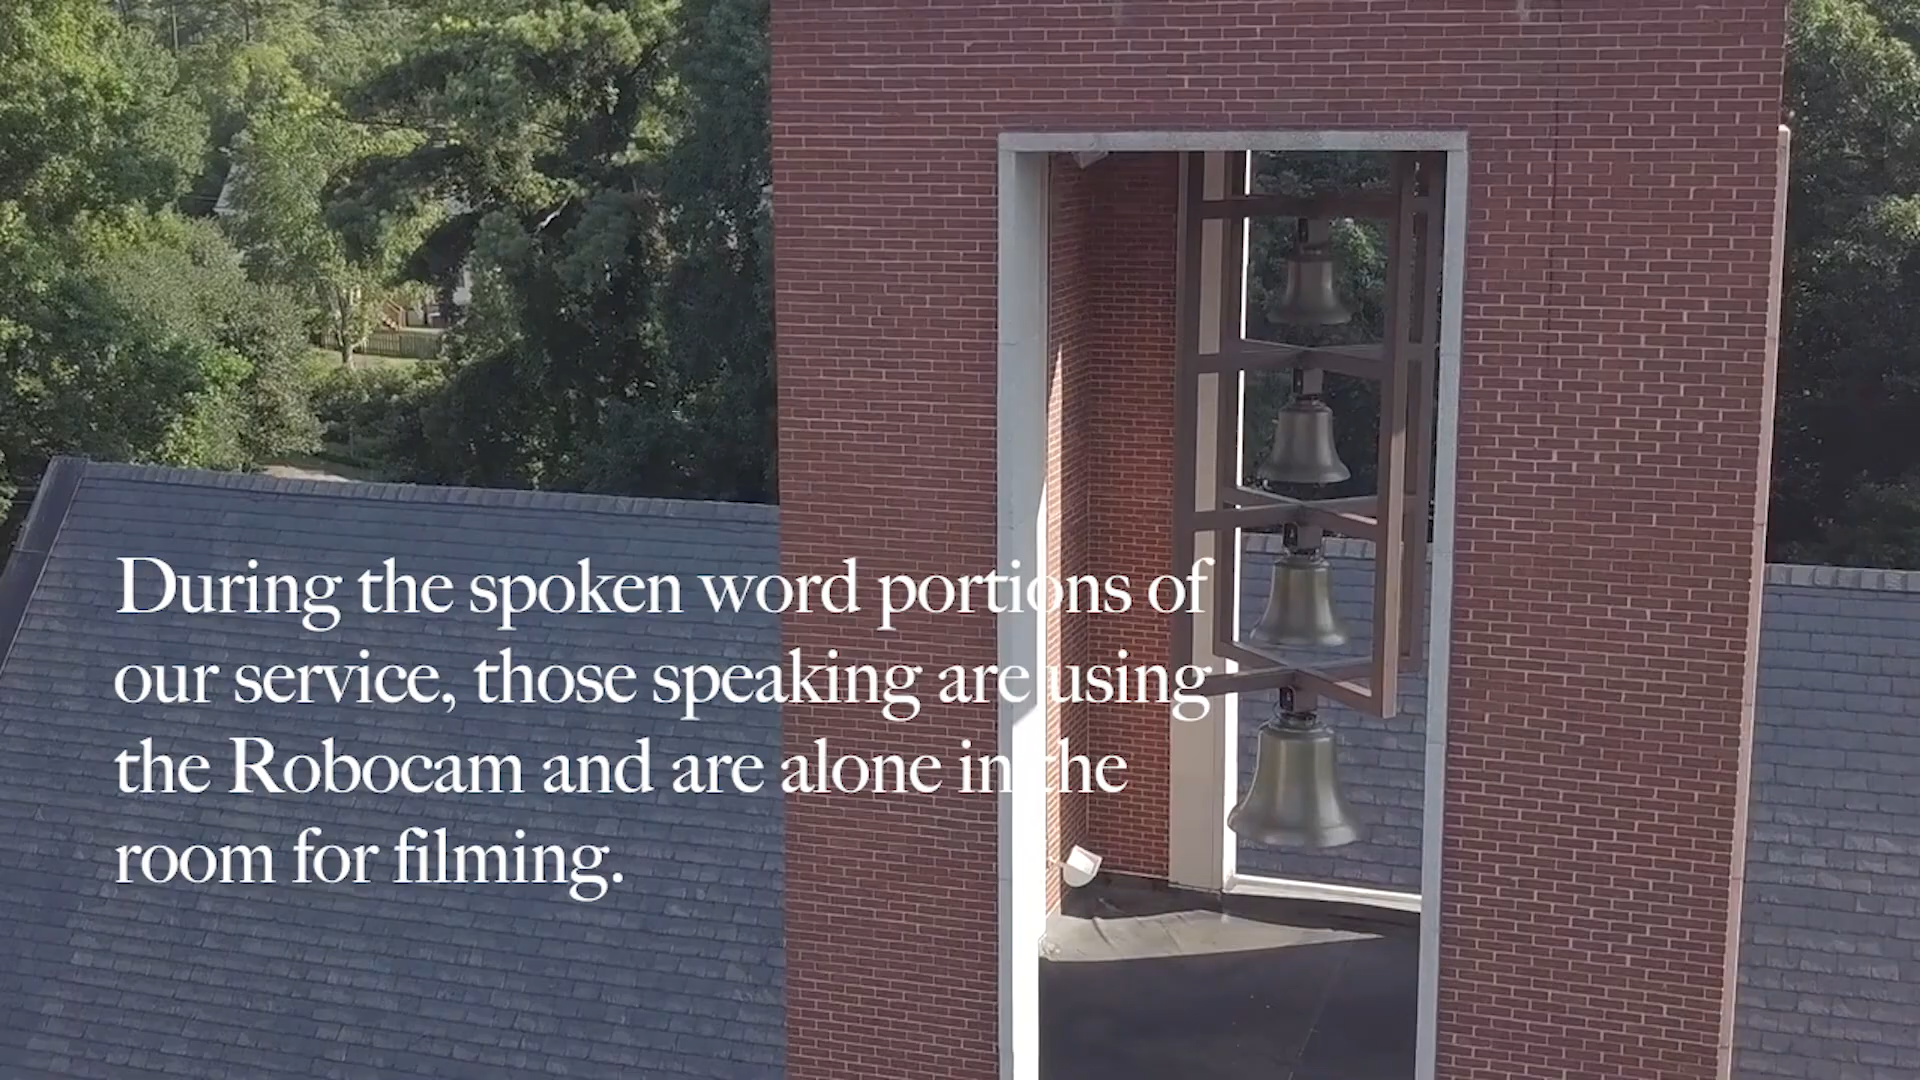 During the spoken word portions of
our service, those speaking are using
the Robocam and are alone in the
room for filming.